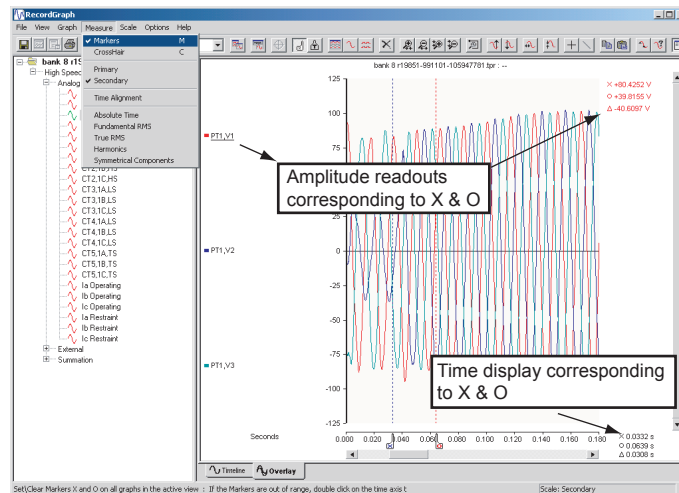 RecordGraph
File View Graph Measure Scale Options Help
Markers M
CrossHair C
Primary
Secondary
Time Alignment
Absolute Time
Fundamental RMS
True RMS
Harmonics
Symmetrical Components
bank 8 r19
High Speed
Analog
CT2,1C,HS
CT3,1A,LS
CT3,1B,LS
CT3,1C,LS
CT4,1A,LS
CT4,1B,LS
CT4,1C,LS
CT5,1A,TS
CT5,1B,TS
CT5,1C,TS
Ia Operating
Ib Operating
Ic Operating
Ia Restraint
Ib Restraint
Ic Restraint
External
Summation
bank 8 r19851-991101-105947781.tpr : --
125
100
75
25
0
-25
-50
-75
-100
-125
PT1,V1
PT1,V2
PT1,V3
X +80.4252 V
O +39.8155 V
Δ -40.6097 V
Amplitude readouts
corresponding to X & O
Time display corresponding
to X & O
Seconds
0.000 0.020 0.040 0.060 0.080 0.100 0.120 0.140 0.160 0.180
X 0.0332 s
O 0.0639 s
Δ 0.0308 s
Timeline Overlay
Set\Clear Markers X and O on all graphs in the active view : If the Markers are out of range, double click on the time axis t
Scale: Secondary